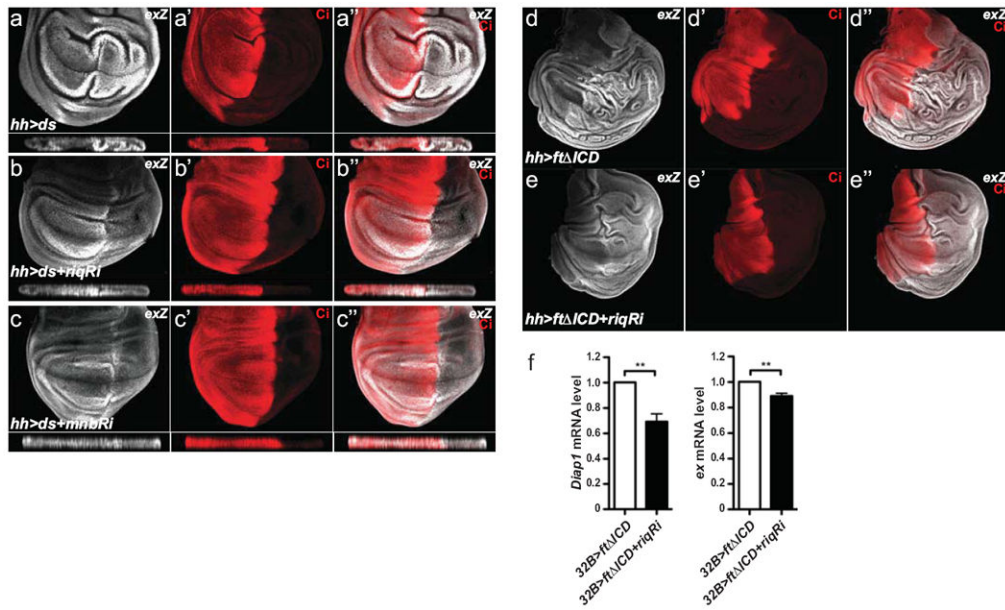 a exZ a' Ci a'' exZ
Ci
hh>ds
b exZ b' Ci b'' exZ
Ci
hh>ds+riqRi
c exZ c' Ci c'' exZ
Ci
hh>ds+mnbRi
d exZ d' Ci d'' exZ
Ci
hh>ftΔICD
e exZ e' Ci e'' exZ
Ci
hh>ftΔICD+riqRi
f
Diap1 mRNA level
1.2
1.0
0.8
0.6
0.4
0.2
0
**
32B>ftΔICD
32B>ftΔICD+riqRi
ex mRNA level
1.2
1.0
0.8
0.6
0.4
0.2
0
**
32B>ftΔICD
32B>ftΔICD+riqRi